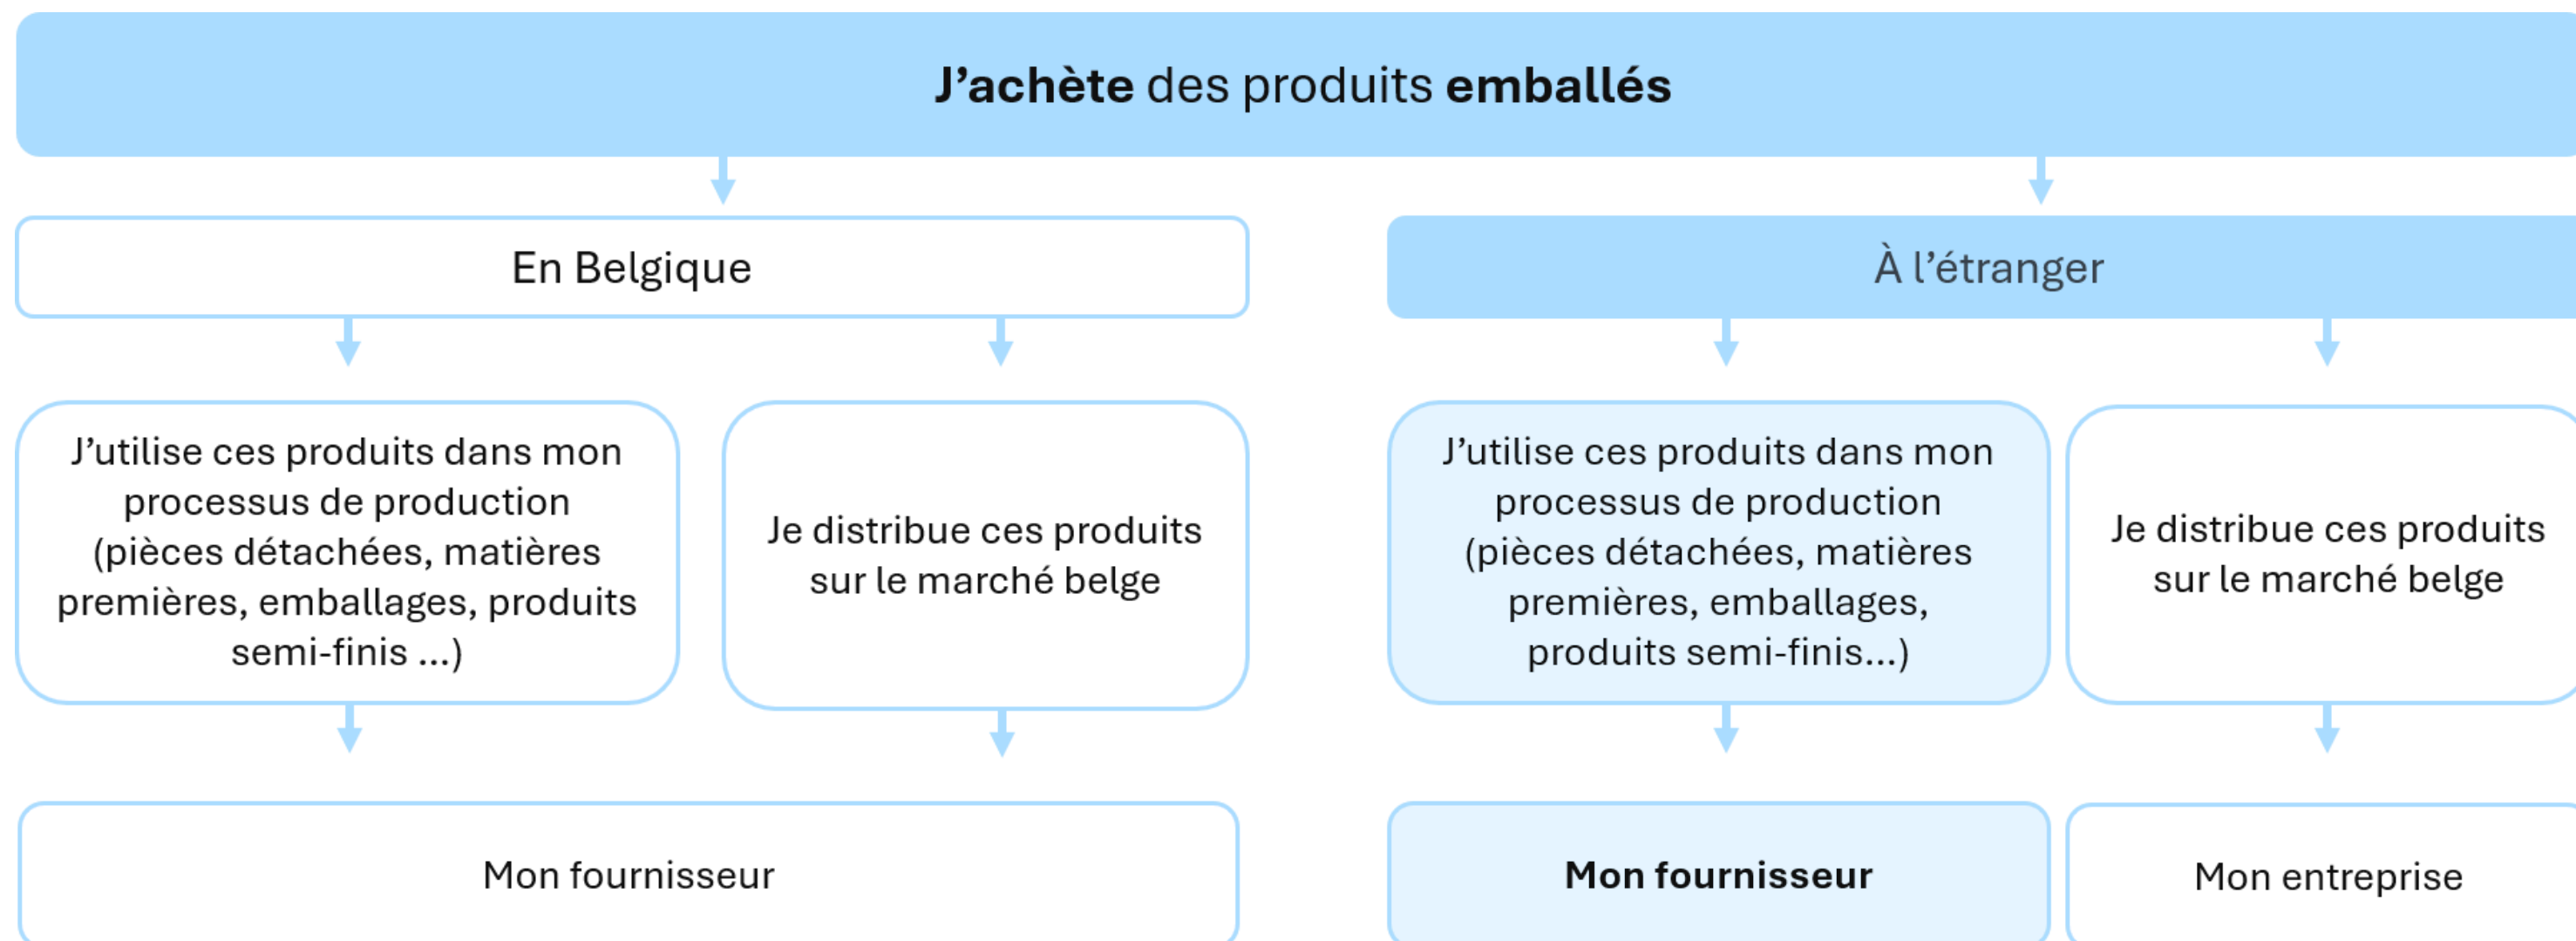 J’achète des produits emballés
En Belgique
À l’étranger
J’utilise ces produits dans mon
processus de production
(pièces détachées, matières
premières, emballages, produits
semi-finis ...)
Je distribue ces produits
sur le marché belge
J’utilise ces produits dans mon
processus de production
(pièces détachées, matières
premières, emballages,
produits semi-finis...)
Je distribue ces produits
sur le marché belge
Mon fournisseur
Mon fournisseur
Mon entreprise